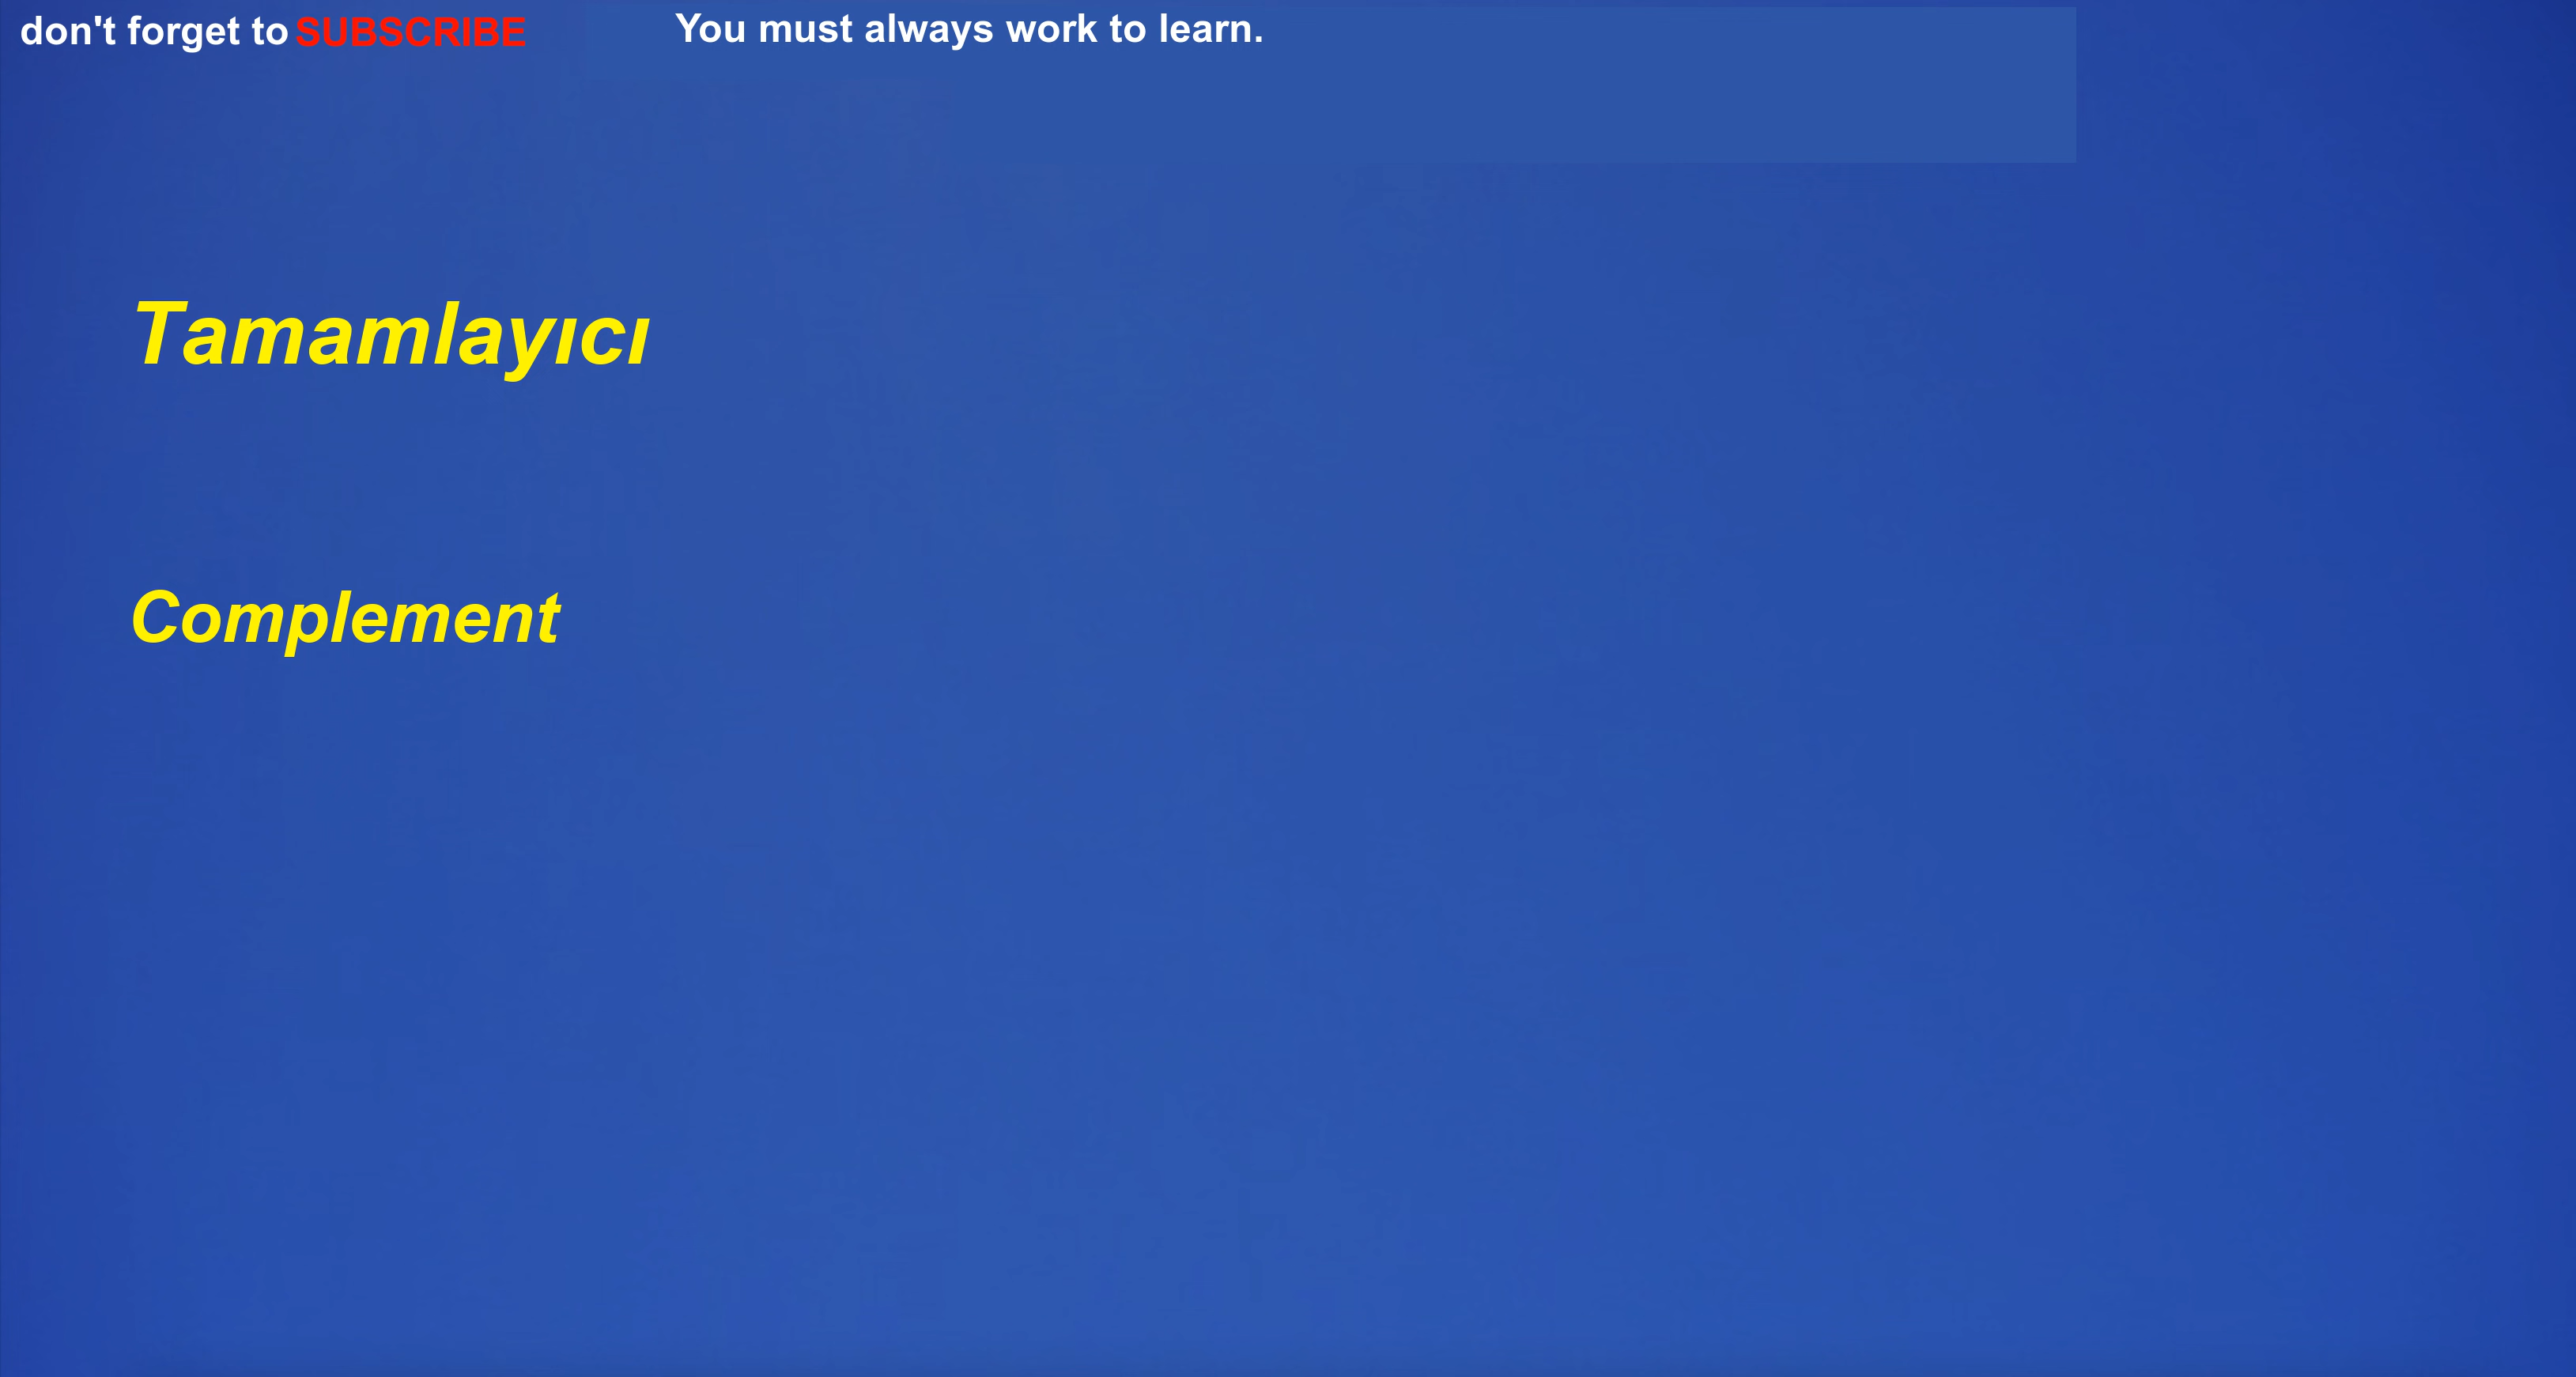 don't forget to SUBSCRIBE
You must always work to learn.
Tamamlayıcı
Complement